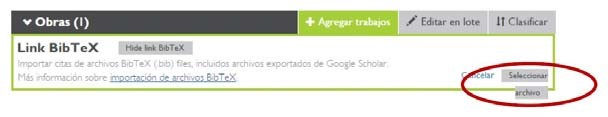 Obras (1) + Agregar trabajos Editar en lote Clasificar
Link BibTeX Hide link BibTeX
Importar citas de archivos BibTeX (.bib) files, incluidos archivos exportados de Google Scholar.
Más información sobre importación de archivos BibTeX. Cancelar Seleccionar
archivo